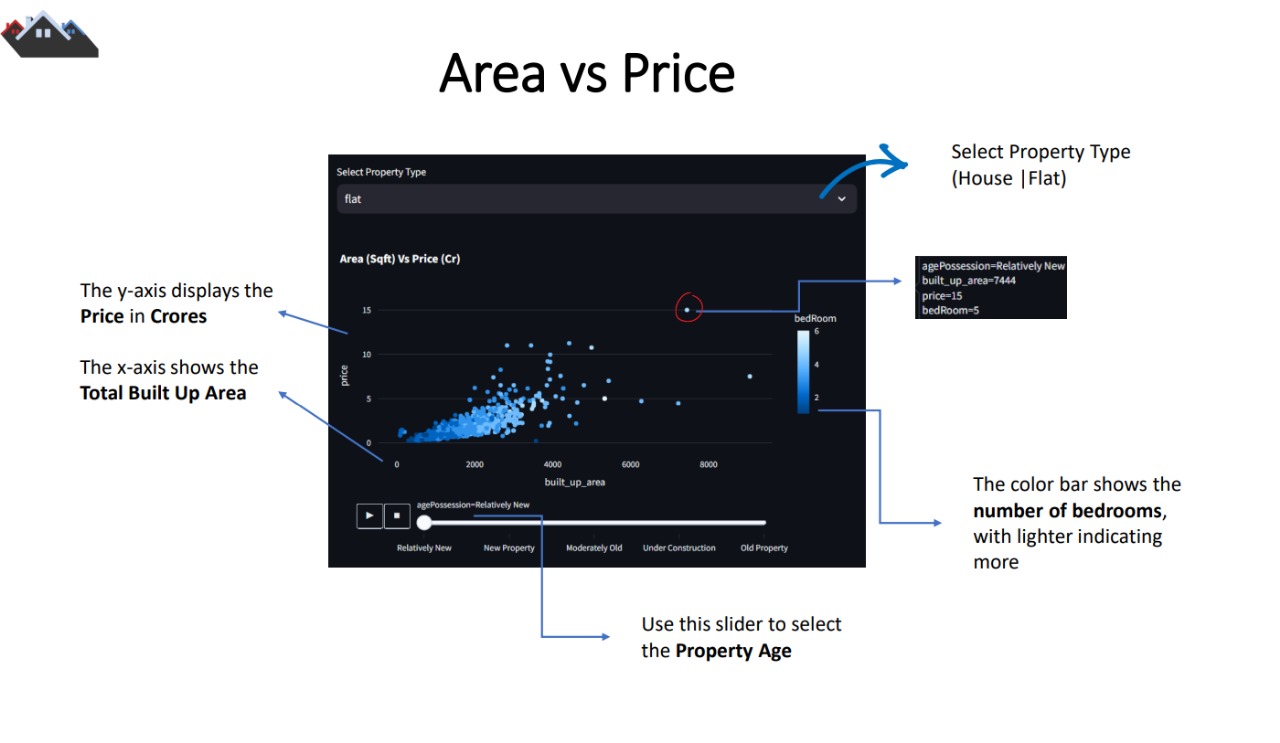 Area vs Price
Select Property Type
(House |Flat)
Select Property Type
flat
Area (Sqft) Vs Price (Cr)
agePossession=Relatively New
built_up_area=7444
price=15
bedRoom=5
The y-axis displays the
Price in Crores
The x-axis shows the
Total Built Up Area
15
10
5
0
price
0
2000
4000
6000
8000
built_up_area
bedRoom
6
4
2
The color bar shows the
number of bedrooms,
with lighter indicating
more
agePossession=Relatively New
Relatively New
New Property
Moderately Old
Under Construction
Old Property
Use this slider to select
the Property Age